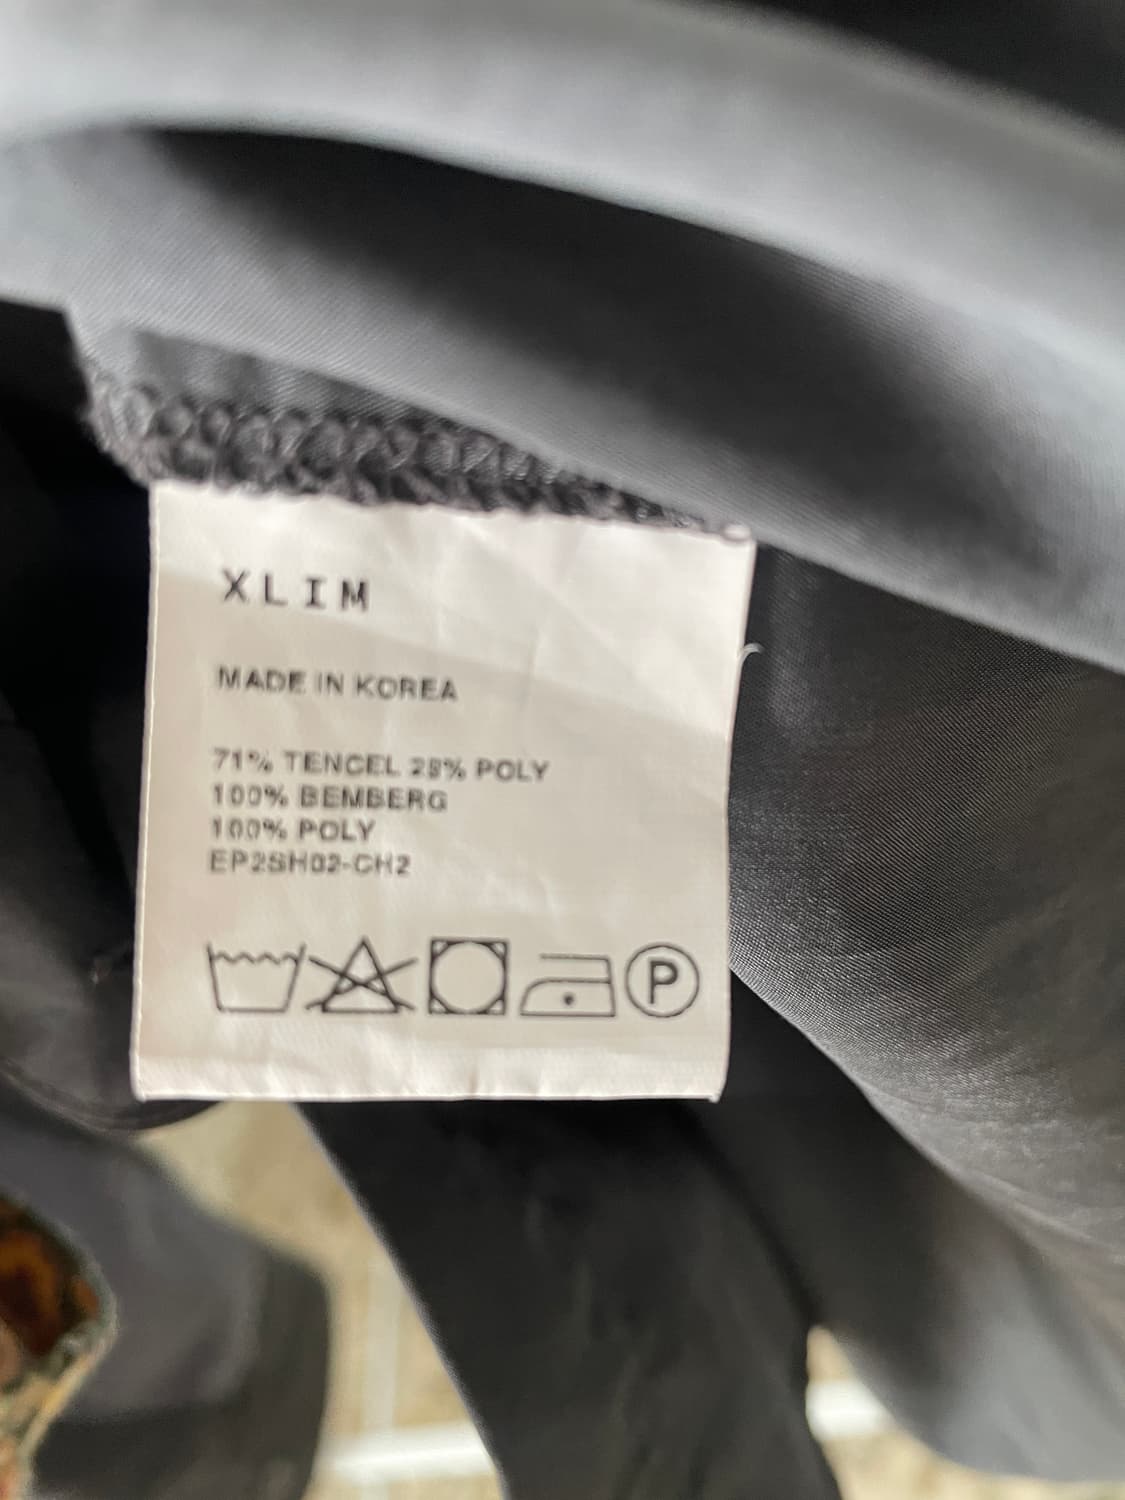 XLIM
MADE IN KOREA
71% TENCEL 29% POLY
100% BEMBERG
100% POLY
EP2SH02-CH2
P